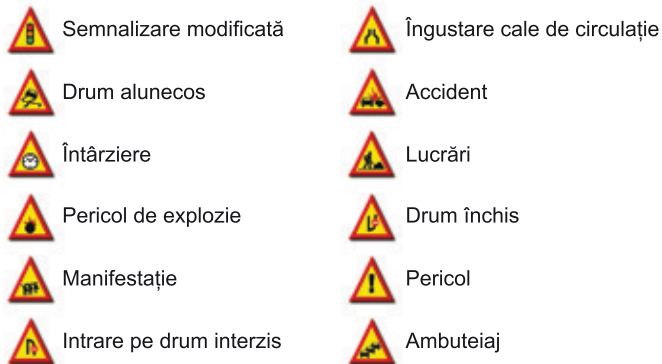 Semnalizare modificată
Îngustare cale de circulație
Drum alunecos
Accident
Întârziere
Lucrări
Pericol de explozie
Drum închis
Manifestație
Pericol
Intrare pe drum interzis
Ambuteiaj